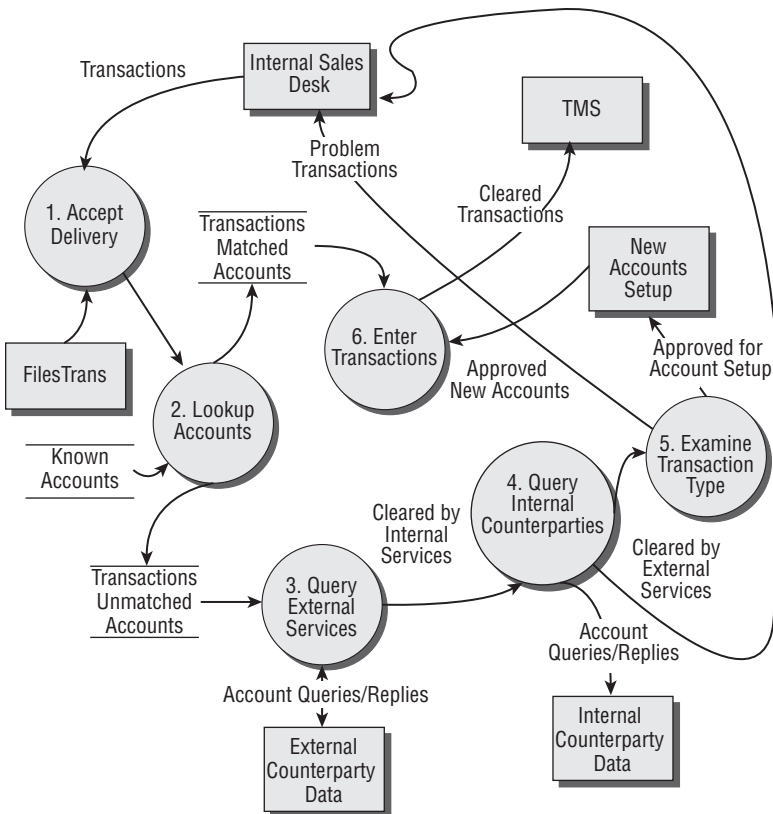 Internal Sales
Desk
Transactions
TMS
Problem
Transactions
Cleared
Transactions
1. Accept
Delivery
Transactions
Matched
Accounts
New
Accounts
Setup
6. Enter
Transactions
FilesTrans
Approved
New Accounts
Approved for
Account Setup
2. Lookup
Accounts
Known
Accounts
5. Examine
Transaction
Type
4. Query
Internal
Counterparties
Cleared by
Internal
Services
Cleared by
External
Services
Transactions
Unmatched
Accounts
3. Query
External
Services
Account
Queries/Replies
Account Queries/Replies
External
Counterparty
Data
Internal
Counterparty
Data